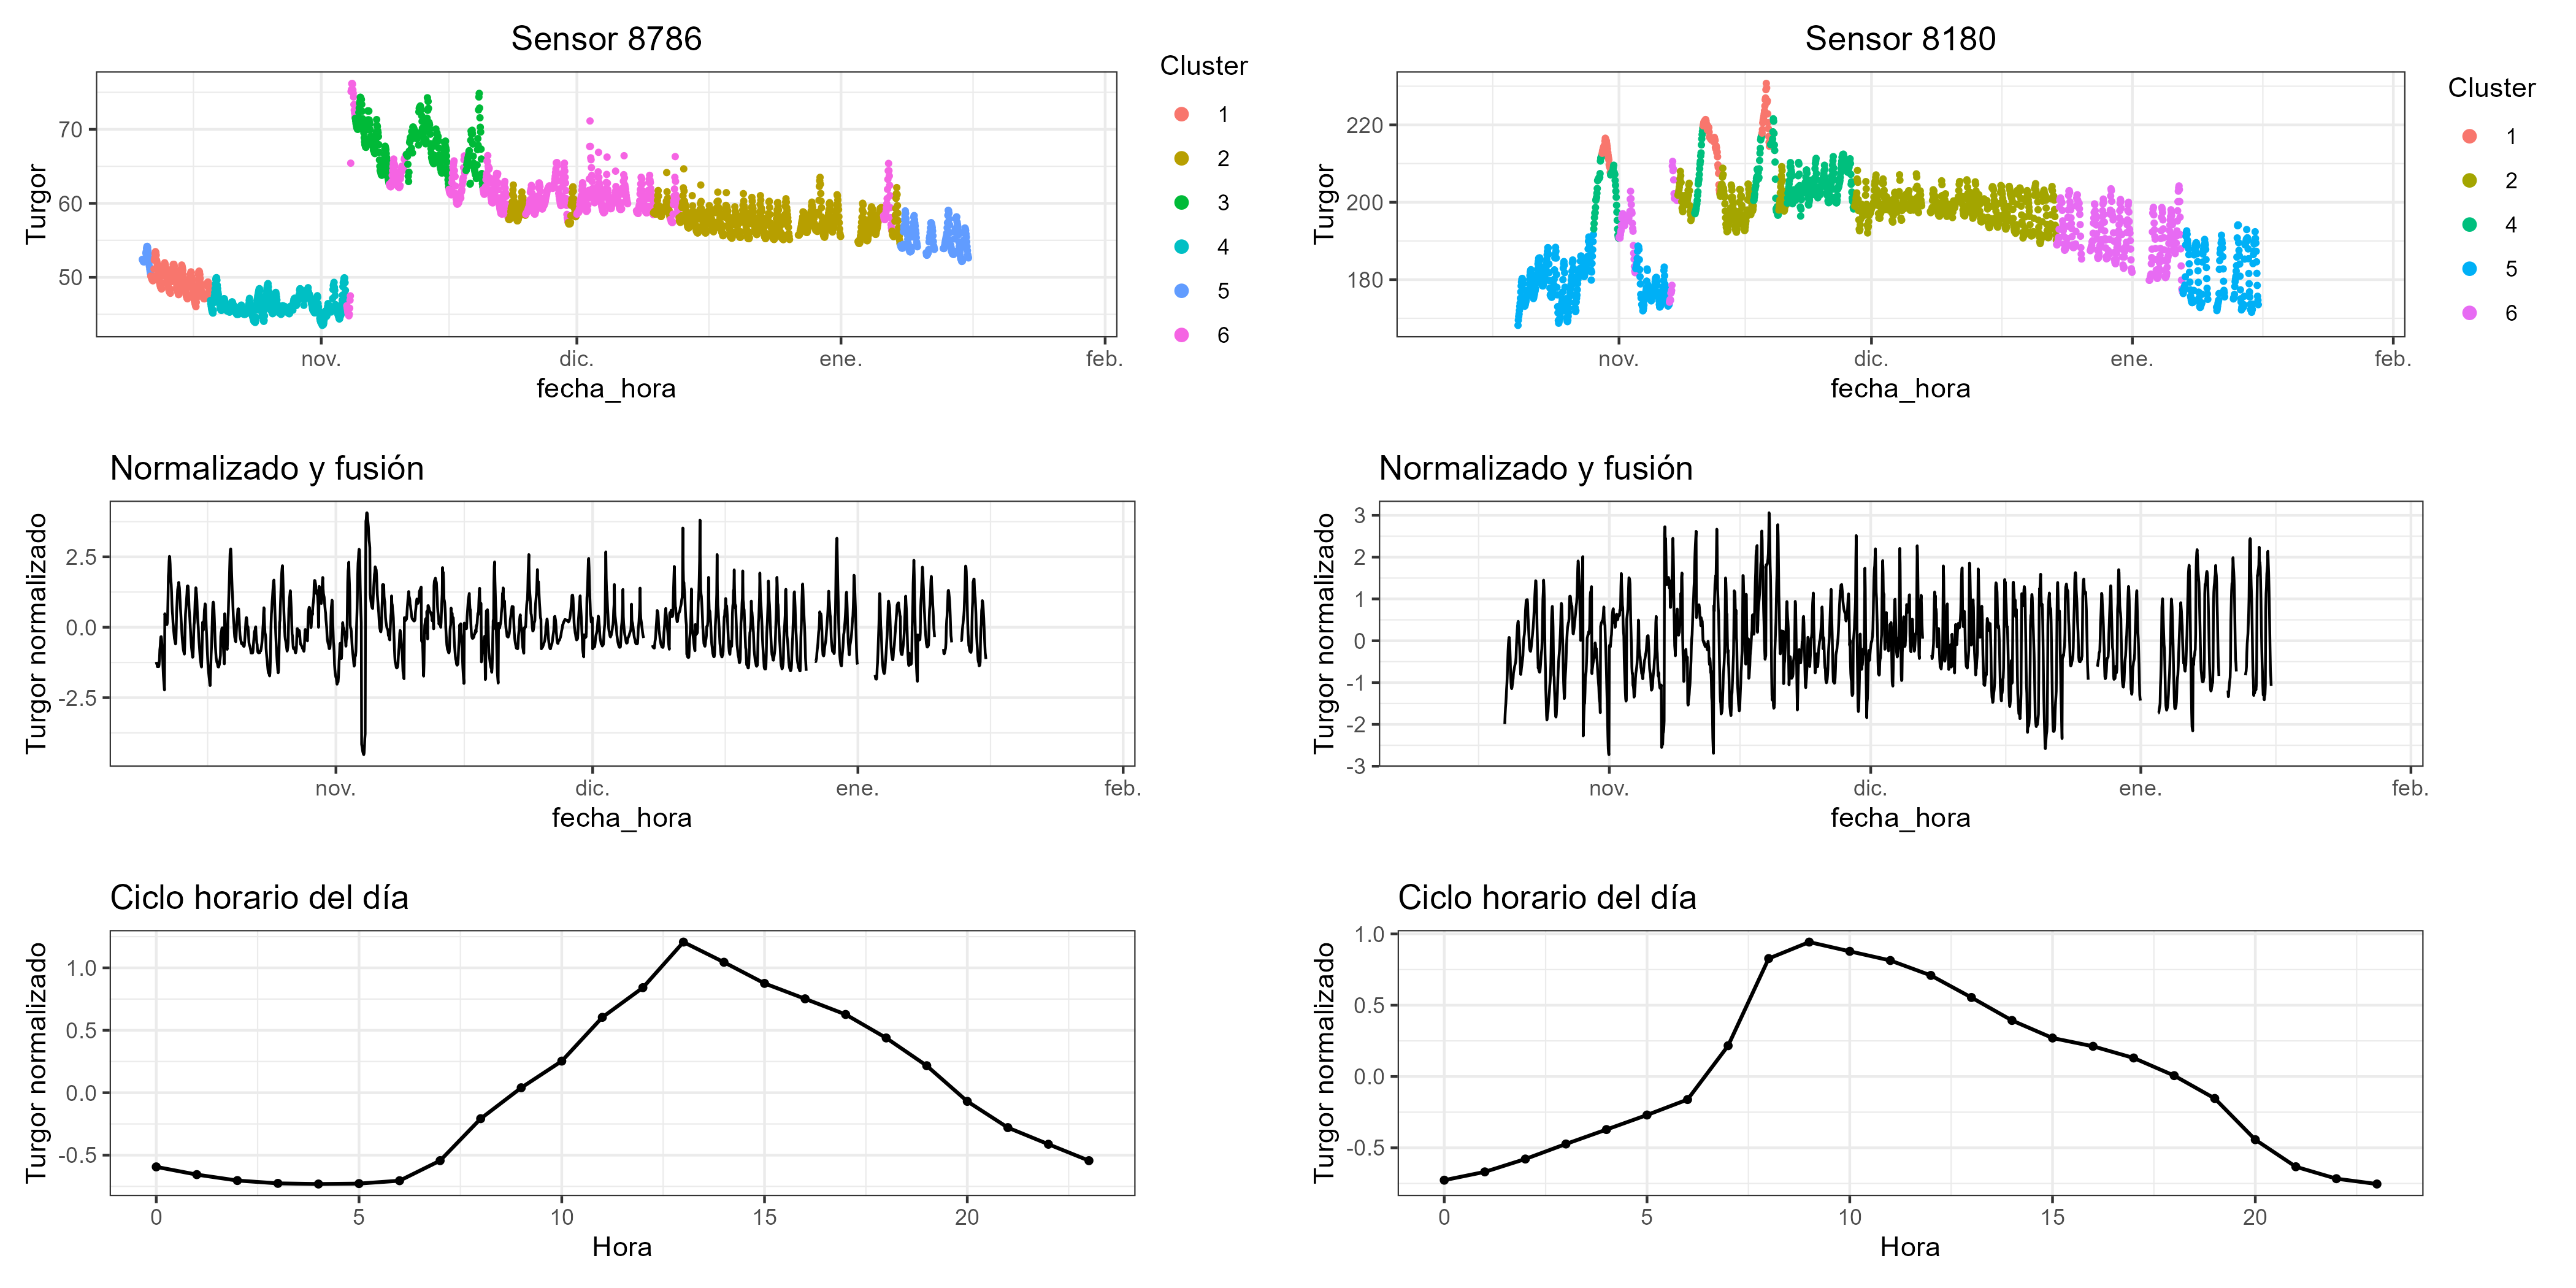 Sensor 8786
Turgor
70
60
50
nov.
dic.
ene.
feb.
fecha_hora
Cluster
1
2
3
4
5
6
Sensor 8180
Turgor
220
200
180
nov.
dic.
ene.
feb.
fecha_hora
Cluster
1
2
4
5
6
Normalizado y fusión
Turgor normalizado
2.5
0.0
-2.5
nov.
dic.
ene.
feb.
fecha_hora
Normalizado y fusión
Turgor normalizado
3
2
1
0
-1
-2
-3
nov.
dic.
ene.
feb.
fecha_hora
Ciclo horario del día
Turgor normalizado
1.0
0.5
0.0
-0.5
0
5
10
15
20
Hora
Ciclo horario del día
Turgor normalizado
1.0
0.5
0.0
-0.5
0
5
10
15
20
Hora